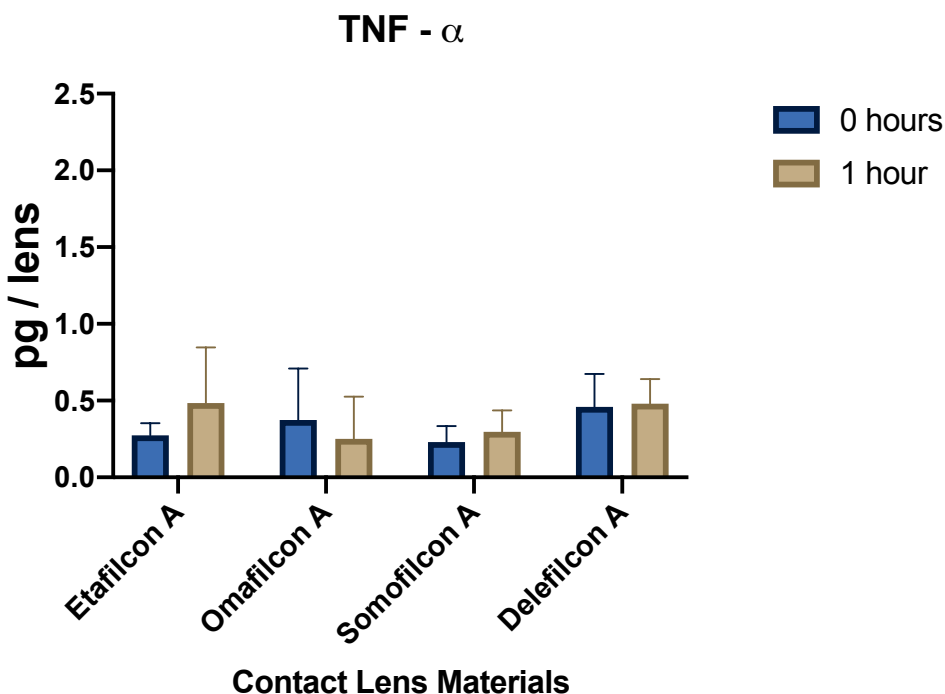 TNF - α
2.5
2.0
1.5
1.0
0.5
0.0
pg / lens
0 hours
1 hour
Etafilcon A
Omafilcon A
Somofilcon A
Delefilcon A
Contact Lens Materials